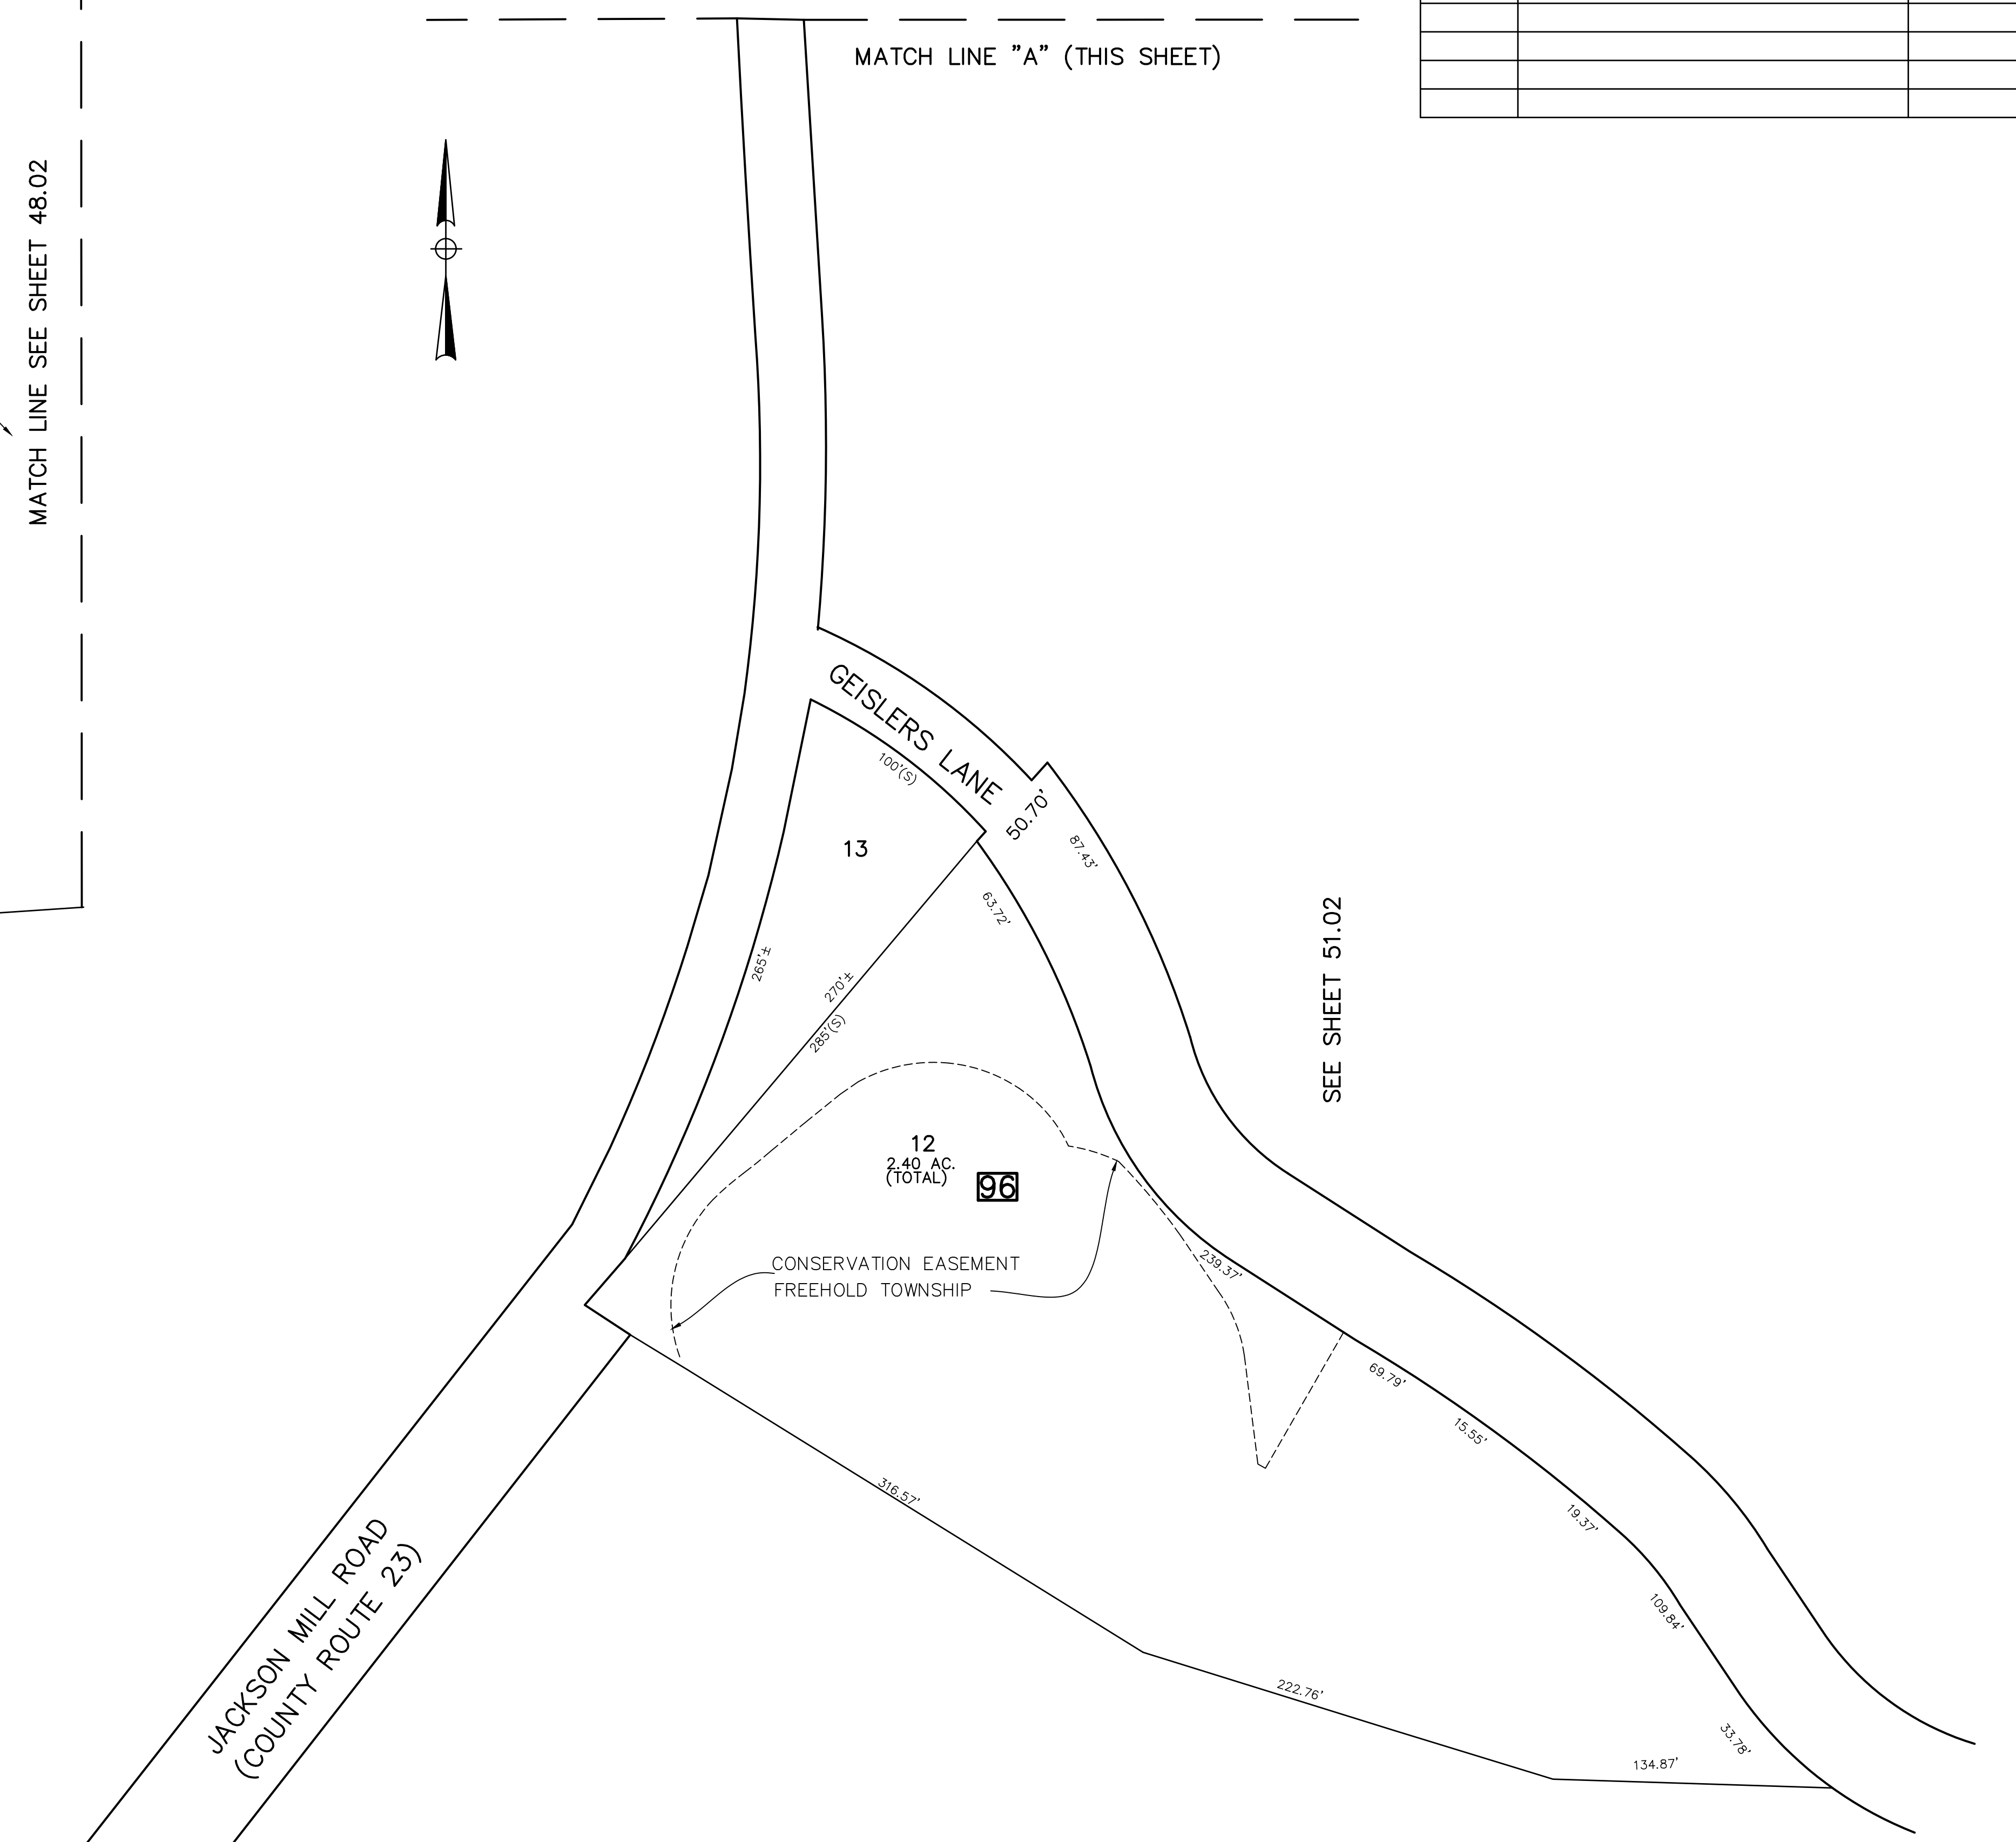 MATCH LINE "A" (THIS SHEET)
MATCH LINE SEE SHEET 48.02
GEISLERS LANE
100'(S)
50.70'
87.43'
13
63.72'
SEE SHEET 51.02
265'±
270'±
285'(S)
12
2.40 AC.
(TOTAL)
96
CONSERVATION EASEMENT
FREEHOLD TOWNSHIP
239.37'
69.79'
15.55'
316.57'
19.37'
109.84'
JACKSON MILL ROAD
(COUNTY ROUTE 23)
222.76'
33.78'
134.87'